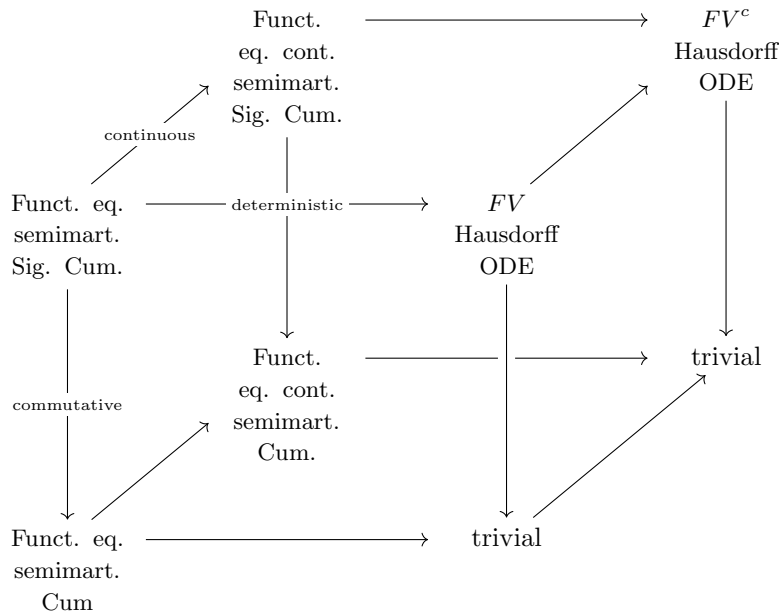 Funct.
eq. cont.
semimart.
Sig. Cum.
FV^c
Hausdorff
ODE
continuous
Funct. eq.
semimart.
Sig. Cum.
deterministic
FV
Hausdorff
ODE
Funct.
eq. cont.
semimart.
Cum.
trivial
commutative
Funct. eq.
semimart.
Cum
trivial